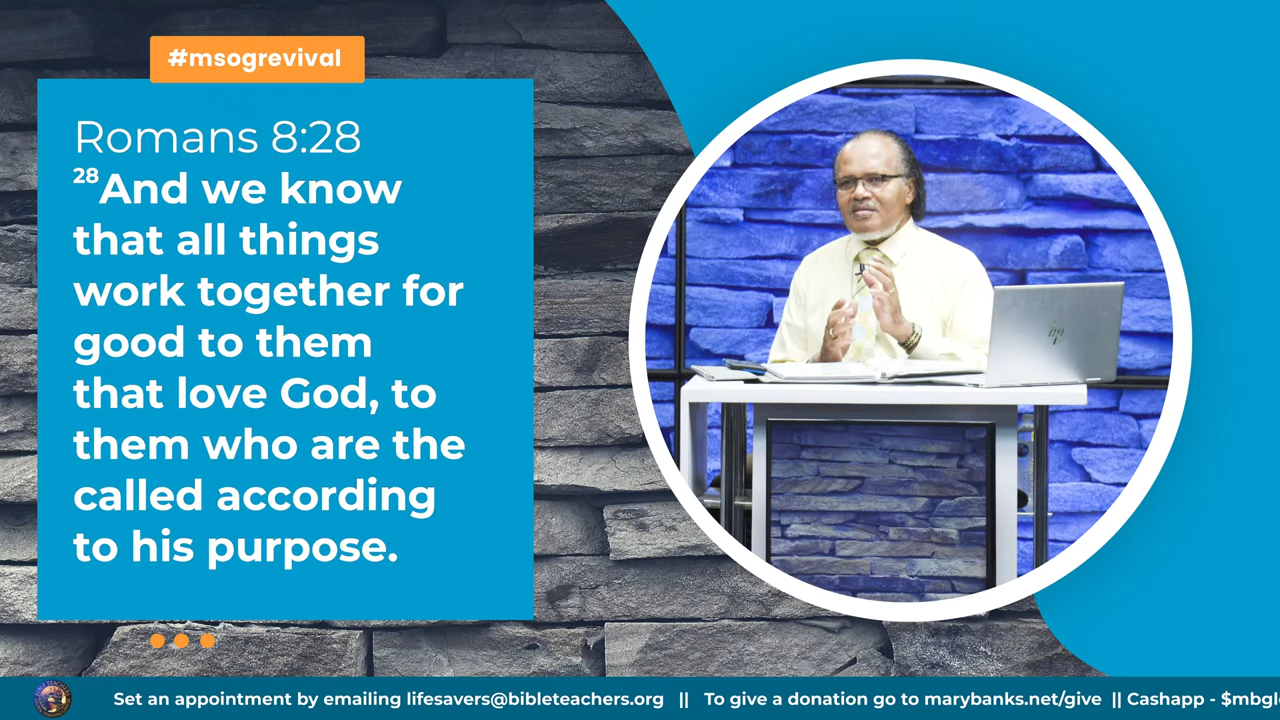 #msogrevival
Romans 8:28
28And we know
that all things
work together for
good to them
that love God, to
them who are the
called according
to his purpose.
hp
Set an appointment by emailing lifesavers@bibleteachers.org || To give a donation go to marybanks.net/give || Cashapp -